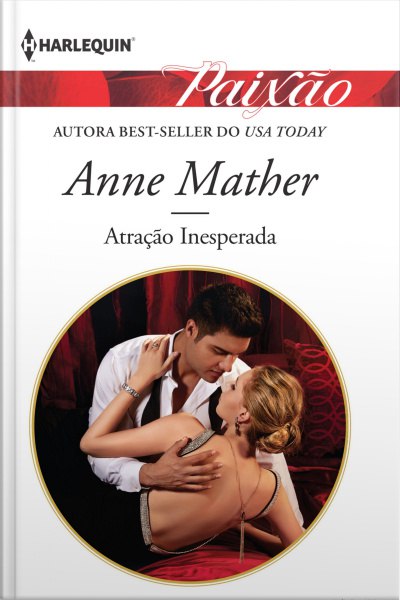 HARLEQUIN®
Paixão
AUTORA BEST-SELLER DO USA TODAY
Anne Mather
Atração Inesperada